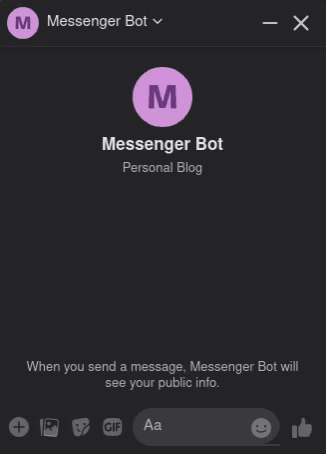 M Messenger Bot
M
Messenger Bot
Personal Blog
When you send a message, Messenger Bot will
see your public info.
GIF Aa